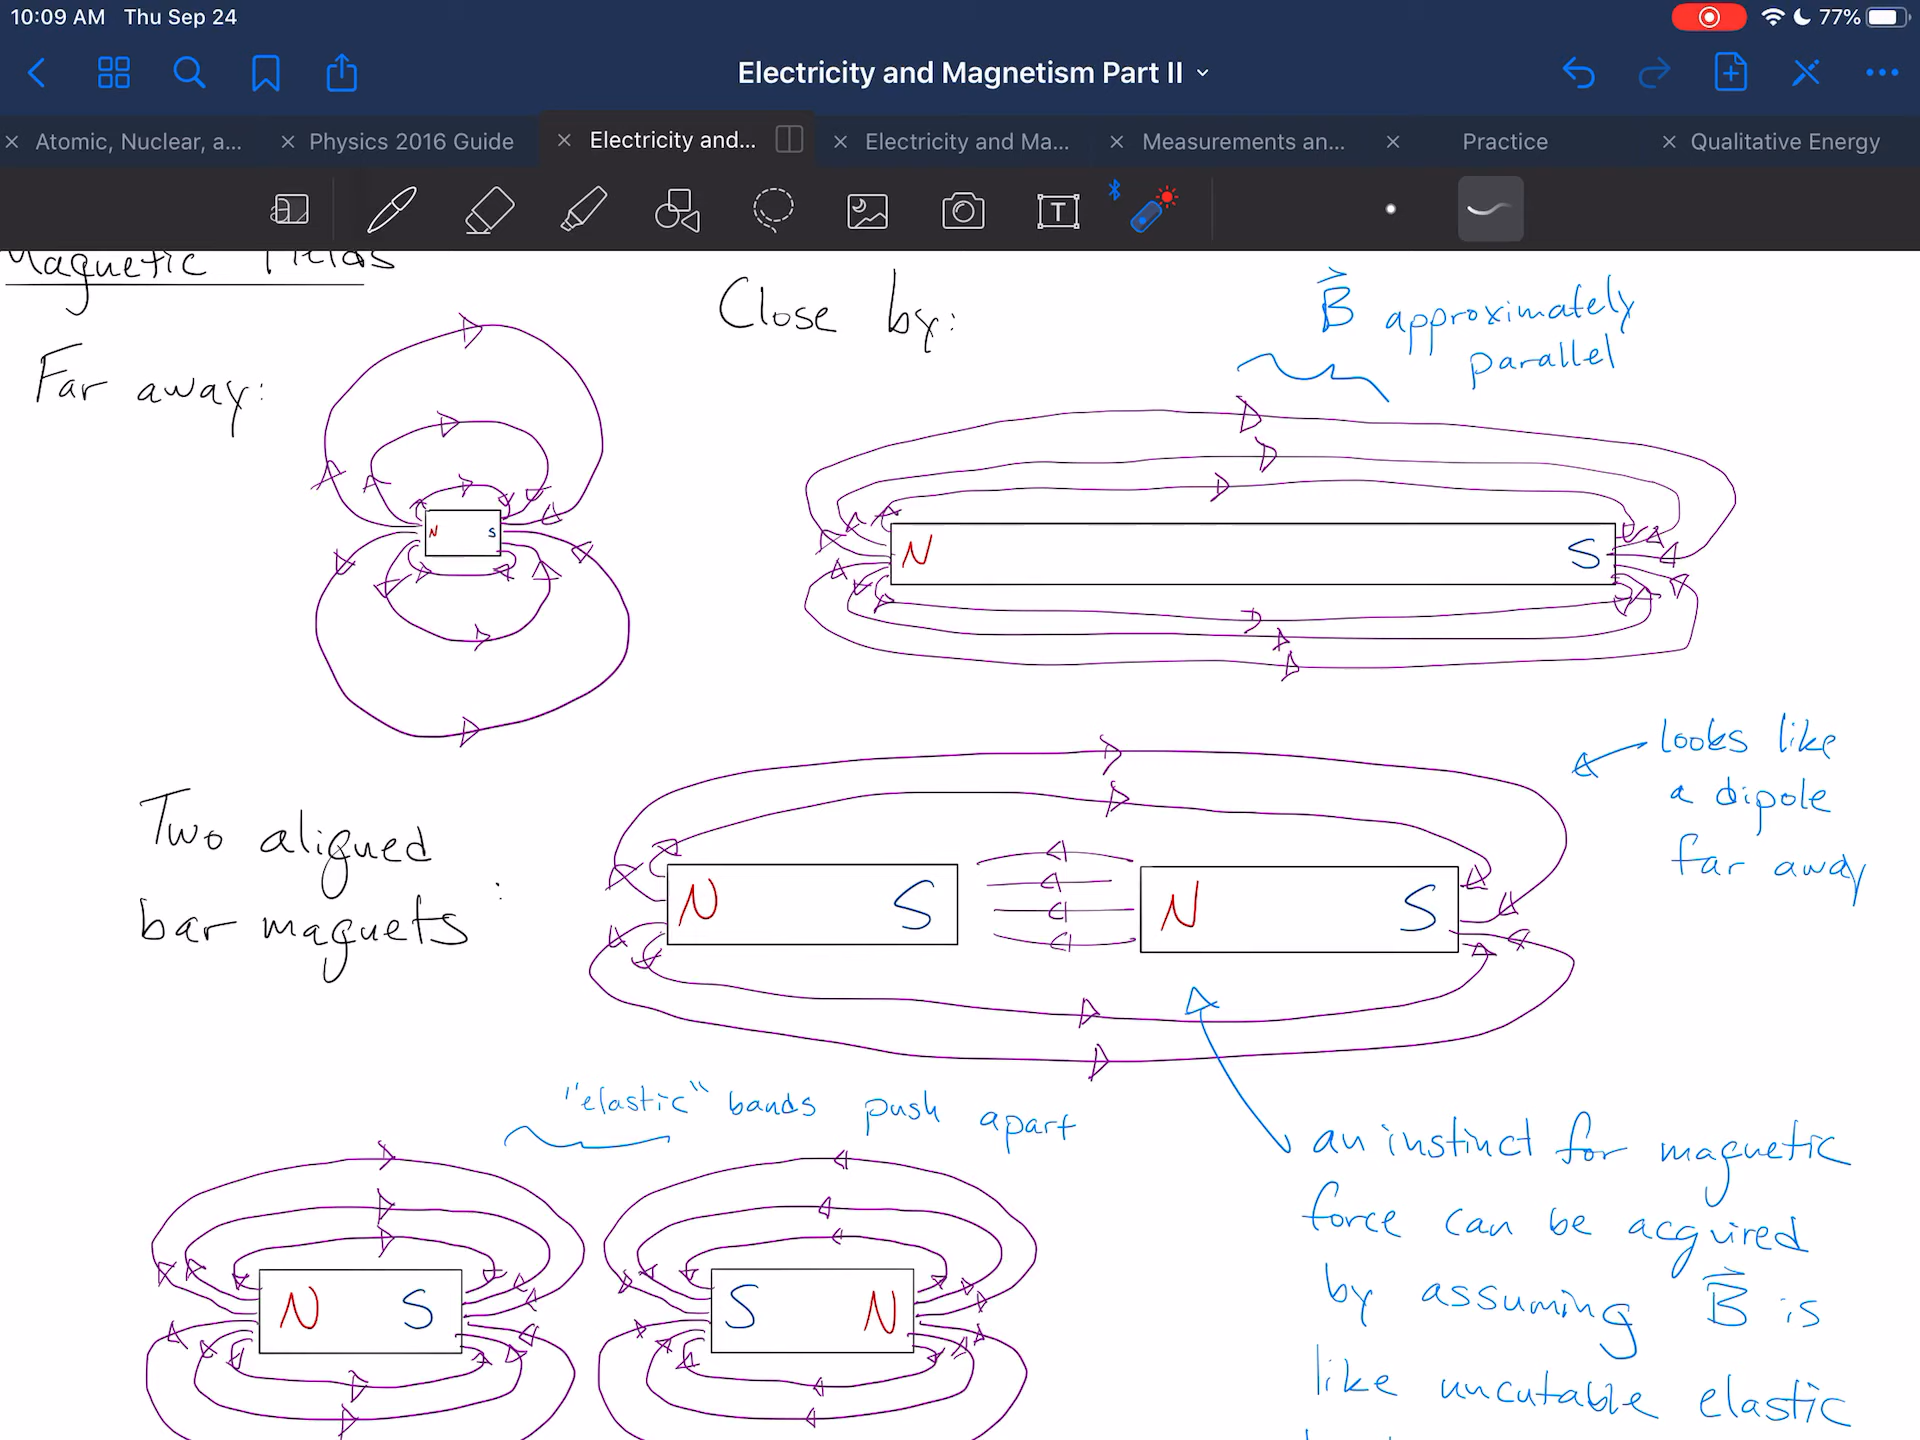 10:09 AM Thu Sep 24
77%
Electricity and Magnetism Part II
Atomic, Nuclear, a...
Physics 2016 Guide
Electricity and...
Electricity and Ma...
Measurements an...
Practice
Qualitative Energy
T
Magnetic Fields
Far away:
N S
Close by:
B approximately
parallel
N S
looks like
a dipole
far away
Two aligned
bar magnets:
N S
N S
"elastic" bands push apart
N S
S N
an instinct for magnetic
force can be acquired
by assuming B is
like uncutable elastic